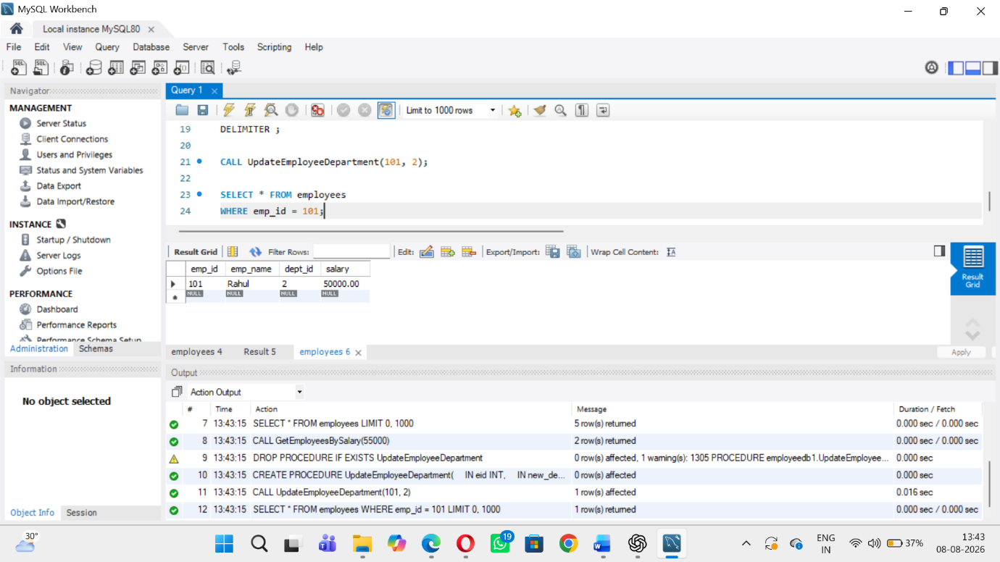 MySQL Workbench
Local instance MySQL80
File Edit View Query Database Server Tools Scripting Help
Navigator
MANAGEMENT
Server Status
Client Connections
Users and Privileges
Status and System Variables
Data Export
Data Import/Restore
INSTANCE
Startup / Shutdown
Server Logs
Options File
PERFORMANCE
Dashboard
Performance Reports
Performance Schema Setup
Administration Schemas
Information
No object selected
Object Info Session
Query 1
Limit to 1000 rows
19 DELIMITER ;
20
21 CALL UpdateEmployeeDepartment(101, 2);
22
23 SELECT * FROM employees
24 WHERE emp_id = 101;
Result Grid Filter Rows: Edit: Export/Import: Wrap Cell Content:
emp_id emp_name dept_id salary
101 Rahul 2 50000.00
NULL NULL NULL NULL
Result Grid
employees 4 Result 5 employees 6
Apply
Output
Action Output
# Time Action Message Duration / Fetch
7 13:43:15 SELECT * FROM employees LIMIT 0, 1000 5 row(s) returned 0.000 sec / 0.000 sec
8 13:43:15 CALL GetEmployeesBySalary(55000) 2 row(s) returned 0.000 sec / 0.000 sec
9 13:43:15 DROP PROCEDURE IF EXISTS UpdateEmployeeDepartment 0 row(s) affected, 1 warning(s): 1305 PROCEDURE employeedb1.UpdateEmployee... 0.000 sec
10 13:43:15 CREATE PROCEDURE UpdateEmployeeDepartment( IN eid INT, IN new_de... 0 row(s) affected 0.000 sec
11 13:43:15 CALL UpdateEmployeeDepartment(101, 2) 1 row(s) affected 0.016 sec
12 13:43:15 SELECT * FROM employees WHERE emp_id = 101 LIMIT 0, 1000 1 row(s) returned 0.000 sec / 0.000 sec
30°
19
ENG
IN
37%
13:43
08-08-2026